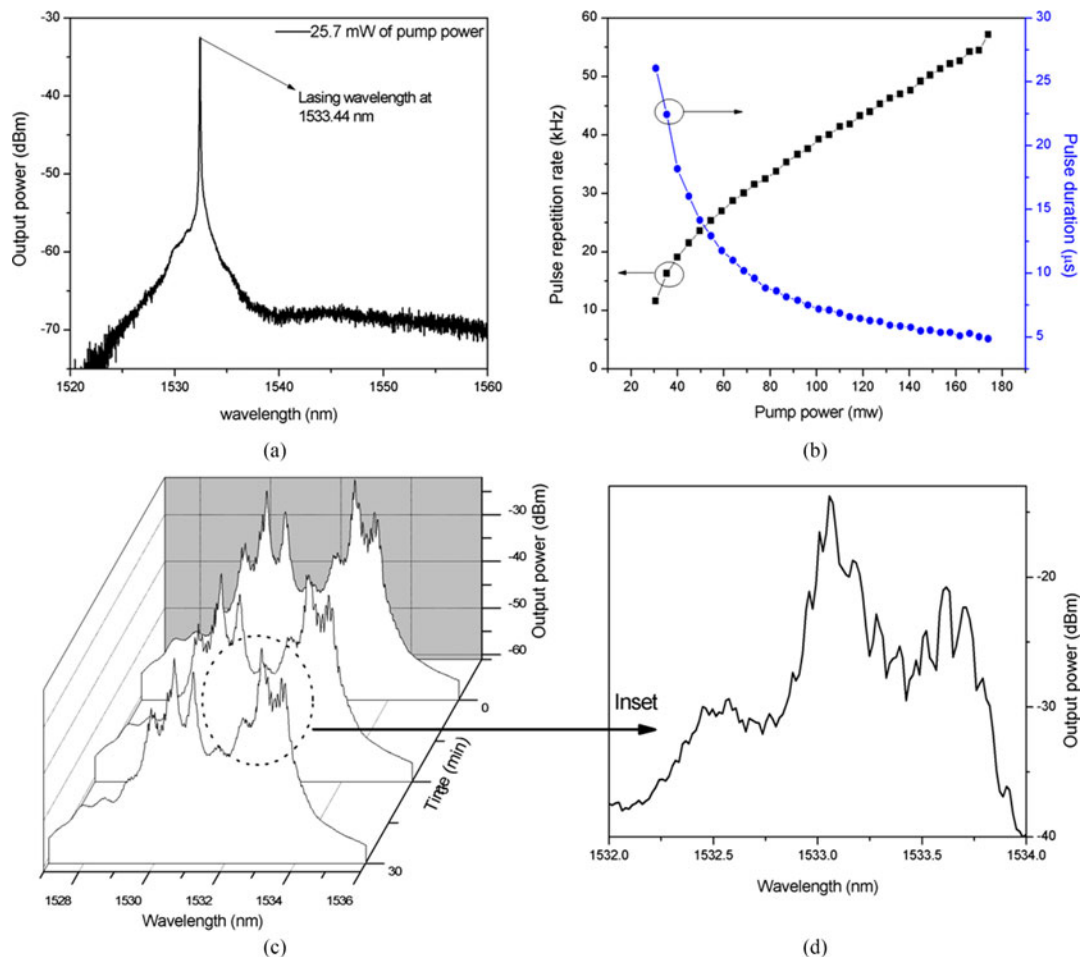 -30
-40
-50
-60
-70
Output power (dBm)
25.7 mW of pump power
Lasing wavelength at
1533.44 nm
1520 1530 1540 1550 1560
wavelength (nm)
(a)
60
50
40
30
20
10
0
Pulse repetition rate (kHz)
30
25
20
15
10
5
Pulse duration (μs)
20 40 60 80 100 120 140 160 180
Pump power (mw)
(b)
-30
-40
-50
-60
Output power (dBm)
0
Time (min)
30
1528 1530 1532 1534 1536
Wavelength (nm)
(c)
Inset
-20
-30
-40
Output power (dBm)
1532.0 1532.5 1533.0 1533.5 1534.0
Wavelength (nm)
(d)